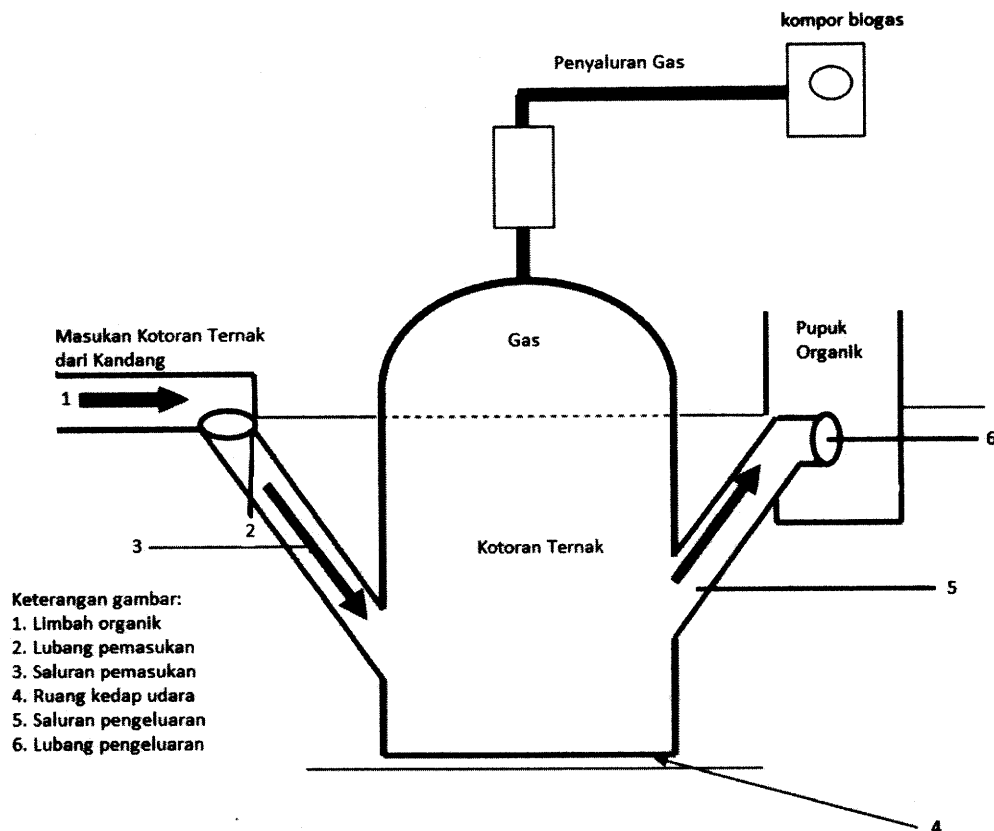 kompor biogas
Penyaluran Gas
Masukan Kotoran Ternak
dari Kandang
Gas
Pupuk
Organik
1
6
2
3
Kotoran Ternak
5
Keterangan gambar:
1. Limbah organik
2. Lubang pemasukan
3. Saluran pemasukan
4. Ruang kedap udara
5. Saluran pengeluaran
6. Lubang pengeluaran
4